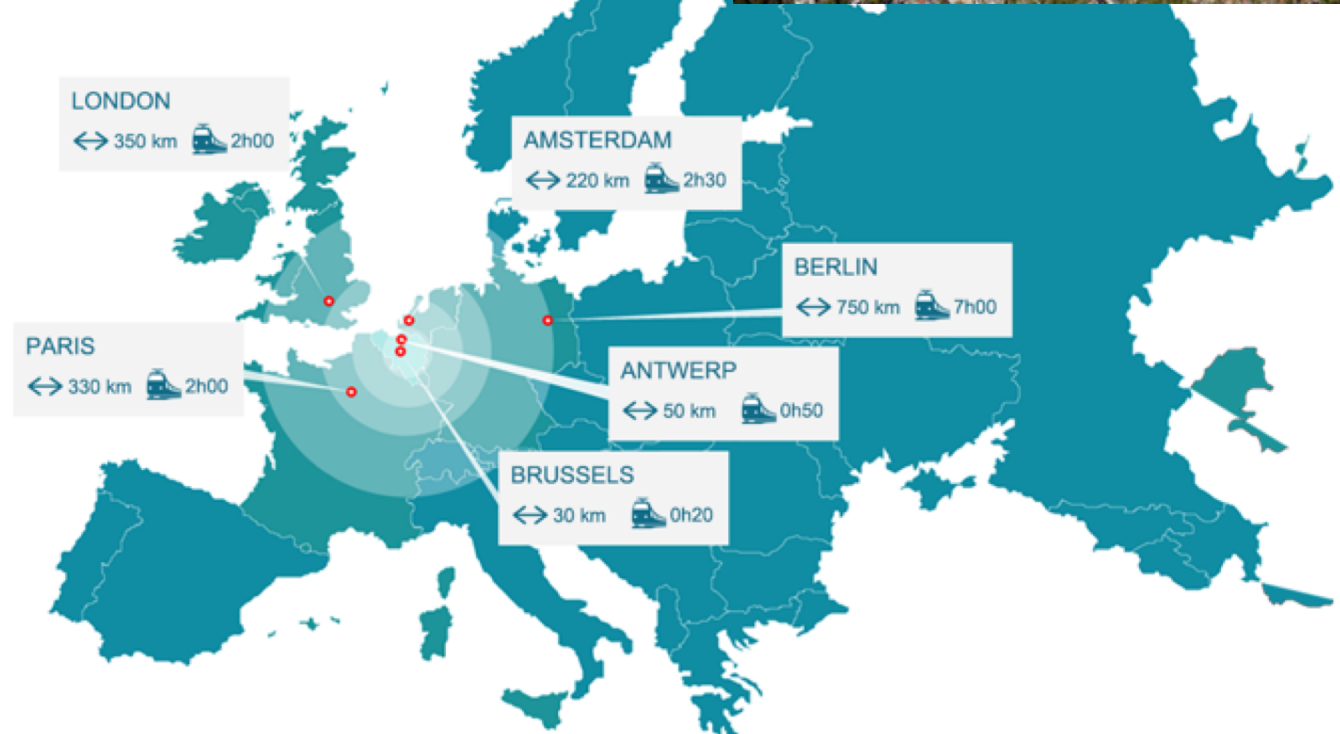 LONDON
350 km 2h00
AMSTERDAM
220 km 2h30
BERLIN
750 km 7h00
PARIS
330 km 2h00
ANTWERP
50 km 0h50
BRUSSELS
30 km 0h20